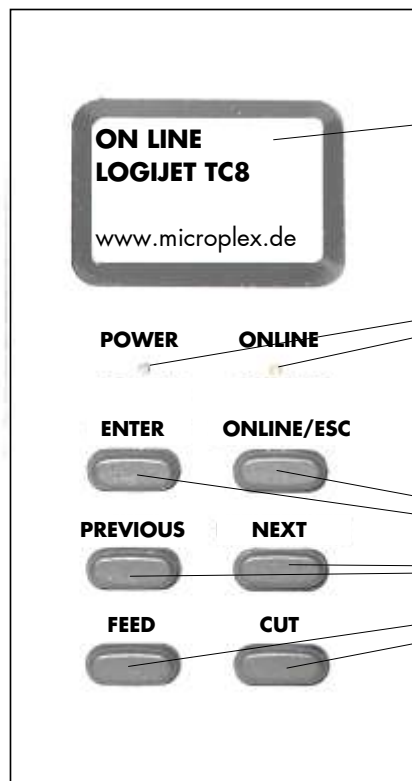 ON LINE
LOGIJET TC8
www.microplex.de
POWER ONLINE
ENTER ONLINE/ESC
PREVIOUS NEXT
FEED CUT